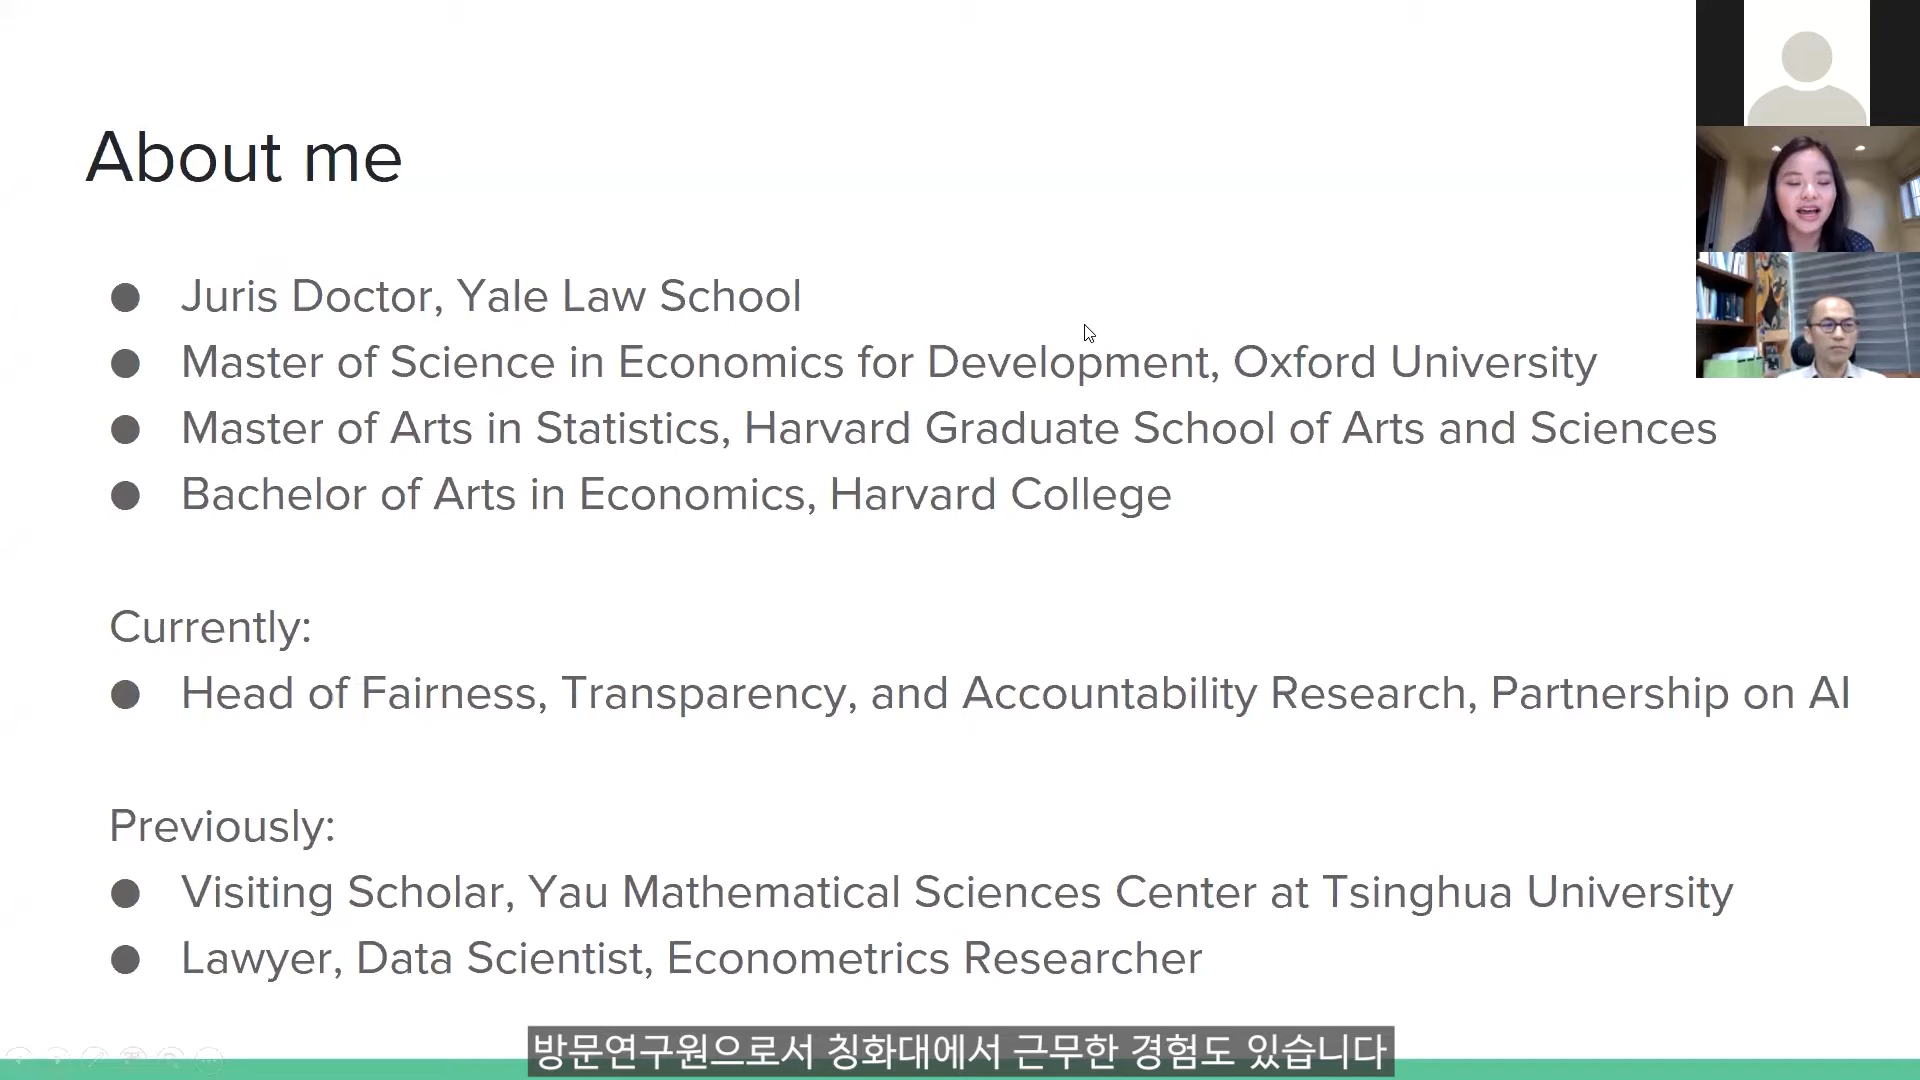 About me
● Juris Doctor, Yale Law School
● Master of Science in Economics for Development, Oxford University
● Master of Arts in Statistics, Harvard Graduate School of Arts and Sciences
● Bachelor of Arts in Economics, Harvard College
Currently:
● Head of Fairness, Transparency, and Accountability Research, Partnership on AI
Previously:
● Visiting Scholar, Yau Mathematical Sciences Center at Tsinghua University
● Lawyer, Data Scientist, Econometrics Researcher
방문연구원으로서 칭화대에서 근무한 경험도 있습니다